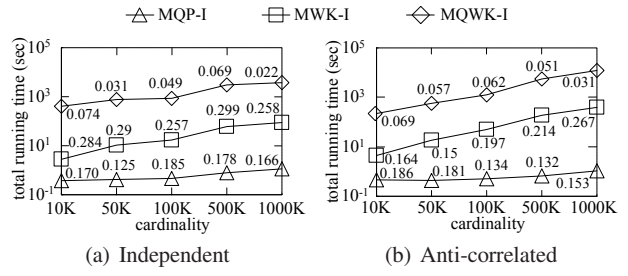 MQP-I MWK-I MQWK-I
total running time (sec)
10^5
10^3
10^1
10^-1
0.074 0.031 0.049 0.069 0.022
0.284 0.29 0.257 0.299 0.258
0.170 0.125 0.185 0.178 0.166
10K 50K 100K 500K 1000K
cardinality
(a) Independent
total running time (sec)
10^5
10^3
10^1
10^-1
0.069 0.057 0.062 0.051 0.031
0.164 0.15 0.197 0.214 0.267
0.186 0.181 0.134 0.132 0.153
10K 50K 100K 500K 1000K
cardinality
(b) Anti-correlated